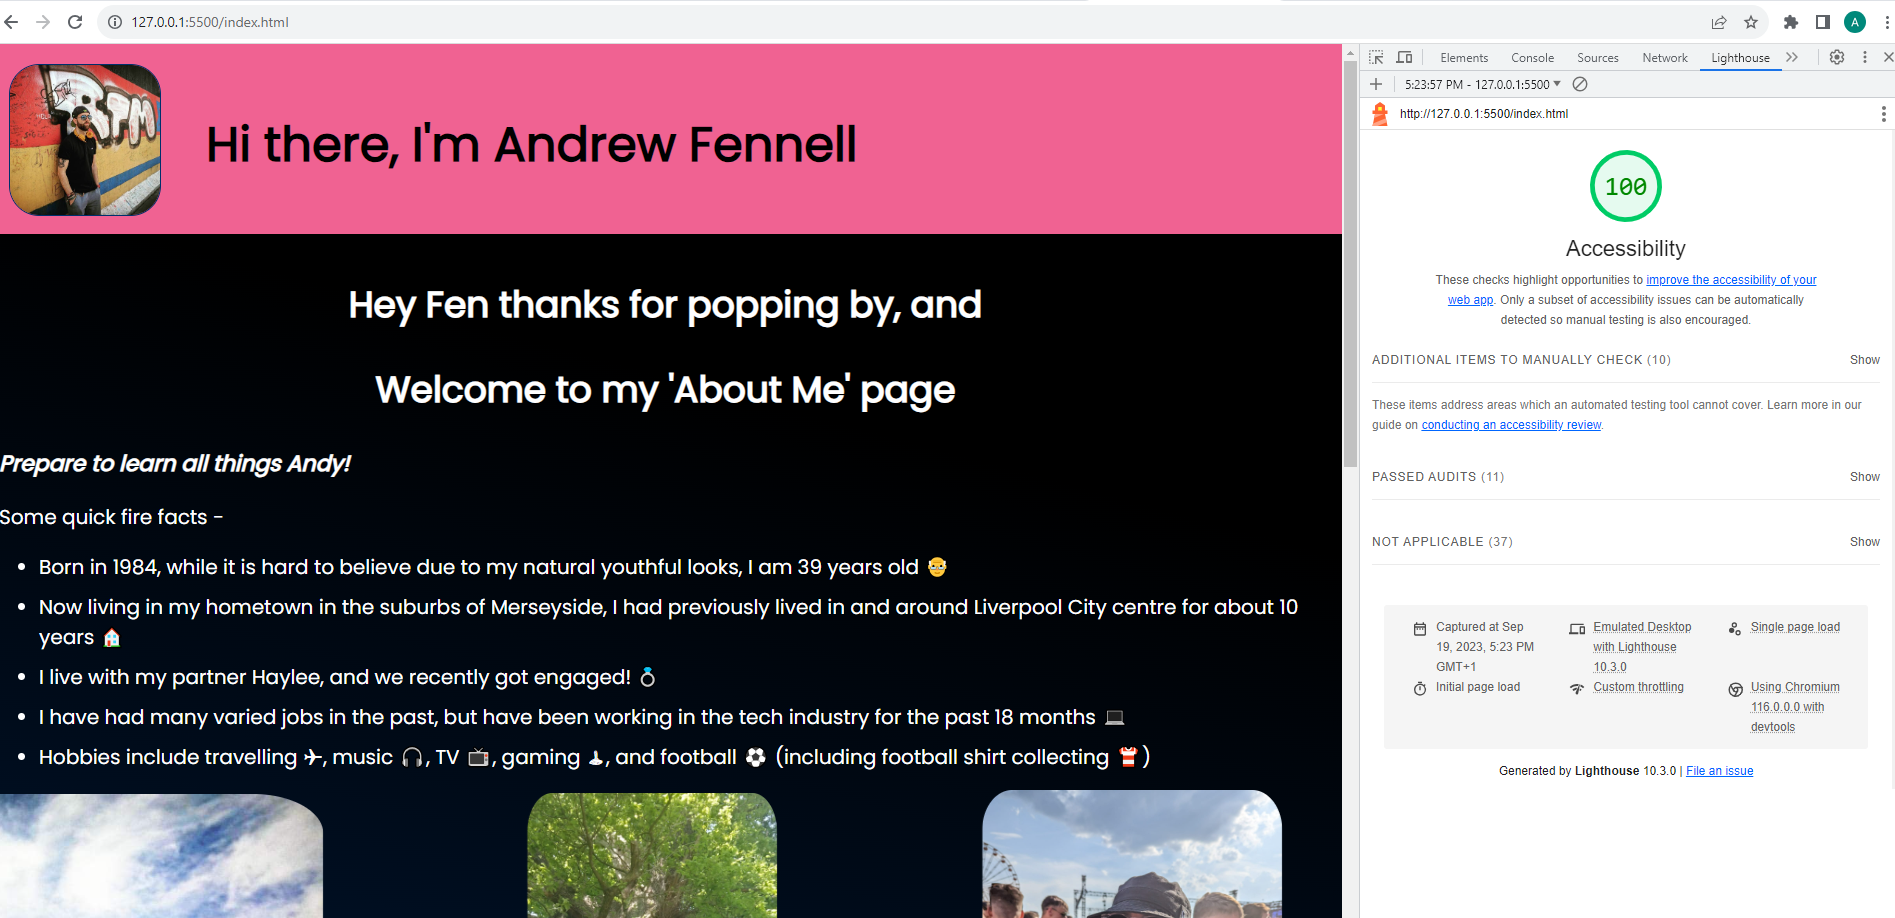 127.0.0.1:5500/index.html
A
Elements Console Sources Network Lighthouse
5:23:57 PM - 127.0.0.1:5500
http://127.0.0.1:5500/index.html
RTM
Hi there, I'm Andrew Fennell
Hey Fen thanks for popping by, and
Welcome to my 'About Me' page
Prepare to learn all things Andy!
Some quick fire facts -
• Born in 1984, while it is hard to believe due to my natural youthful looks, I am 39 years old 👴
• Now living in my hometown in the suburbs of Merseyside, I had previously lived in and around Liverpool City centre for about 10
years 🏠
• I live with my partner Haylee, and we recently got engaged! 💍
• I have had many varied jobs in the past, but have been working in the tech industry for the past 18 months 💻
• Hobbies include travelling ✈, music 🎧, TV 📺, gaming 🕹, and football ⚽ (including football shirt collecting 👕)
100
Accessibility
These checks highlight opportunities to improve the accessibility of your
web app. Only a subset of accessibility issues can be automatically
detected so manual testing is also encouraged.
ADDITIONAL ITEMS TO MANUALLY CHECK (10) Show
These items address areas which an automated testing tool cannot cover. Learn more in our
guide on conducting an accessibility review.
PASSED AUDITS (11) Show
NOT APPLICABLE (37) Show
Captured at Sep
19, 2023, 5:23 PM
GMT+1
Emulated Desktop
with Lighthouse
10.3.0
Single page load
Initial page load
Custom throttling
Using Chromium
116.0.0.0 with
devtools
Generated by Lighthouse 10.3.0 | File an issue